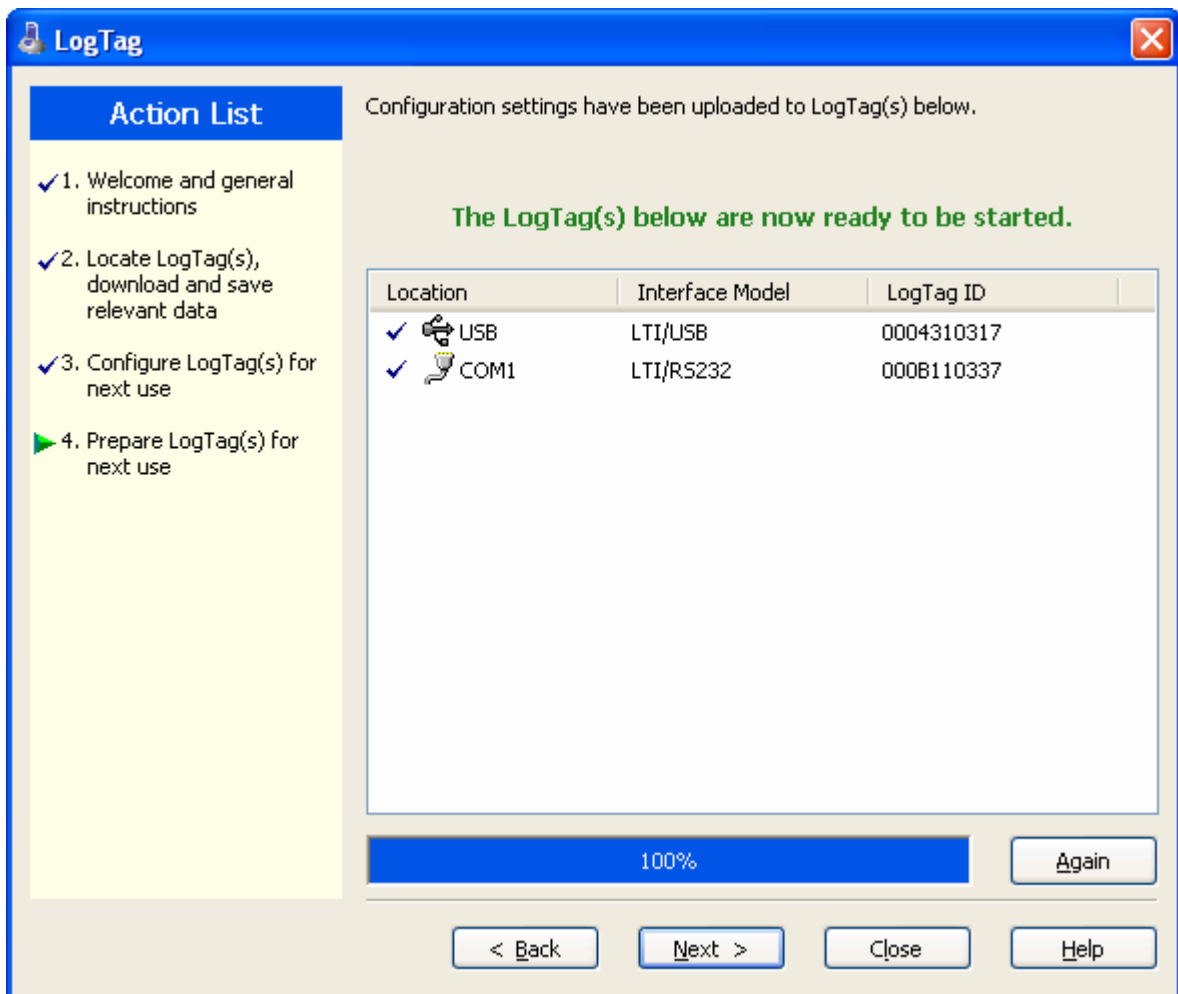 LogTag
Action List
1. Welcome and general
instructions
2. Locate LogTag(s),
download and save
relevant data
3. Configure LogTag(s) for
next use
4. Prepare LogTag(s) for
next use
Configuration settings have been uploaded to LogTag(s) below.
The LogTag(s) below are now ready to be started.
Location Interface Model LogTag ID
USB LTI/USB 0004310317
COM1 LTI/RS232 000B110337
100% Again
< Back Next > Close Help